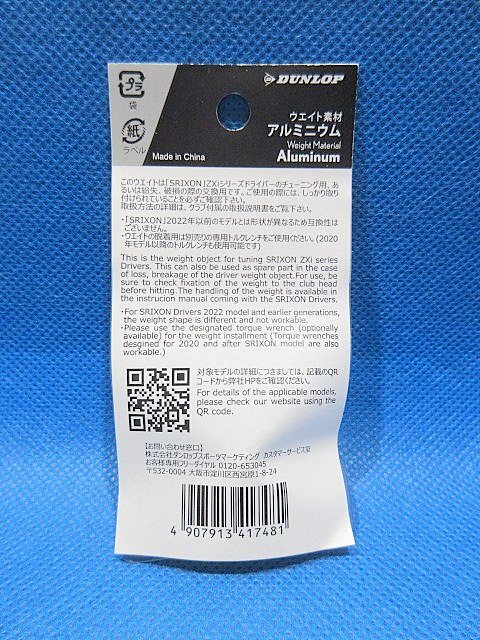 プラ
袋
紙
ラベル
Made in China
DUNLOP
ウエイト素材
アルミニウム
Weight Material
Aluminum
このウエイトは「SRIXON」ZXiシリーズドライバーのチューニング用、あ
るいは紛失、破損の際の交換用です。ご使用の際には、しっかり取り
付けられていることを必ずご確認下さい。
取扱方法の詳細は、クラブ付属の取扱説明書をご覧下さい。
・「SRIXON」2022年以前のモデルとは形状が異なるため互換性は
ございません。
・ウエイトの脱着用は別売りの専用トルクレンチをご使用ください。(2020
年モデル以降のトルクレンチも使用可能です)
This is the weight object for tuning SRIXON ZXi series
Drivers. This can also be used as spare part in the case
of loss, breakage of the driver weight object.For use, be
sure to check fixation of the weight to the club head
before hitting.The handling of the weight is available in
the instrucion manual coming with the SRIXON Drivers.
・For SRIXON Drivers 2022 model and earlier generations,
the weight shape is different and not workable.
・Please use the designated torque wrench (optionally
available) for the weight installment (Torque wrenches
desgined for 2020 and after SRIXON model are also
workable.)
対象モデルの詳細につきましては、記載のQR
コードから弊社HPをご確認ください。
For details of the applicable models,
please check our website using the
QR code.
【お問い合わせ窓口】
株式会社ダンロップスポーツマーケティング カスタマーサービス室
お客様専用フリーダイヤル 0120-653045
〒532-0004 大阪市淀川区西宮原1-8-24
4 907913 417481